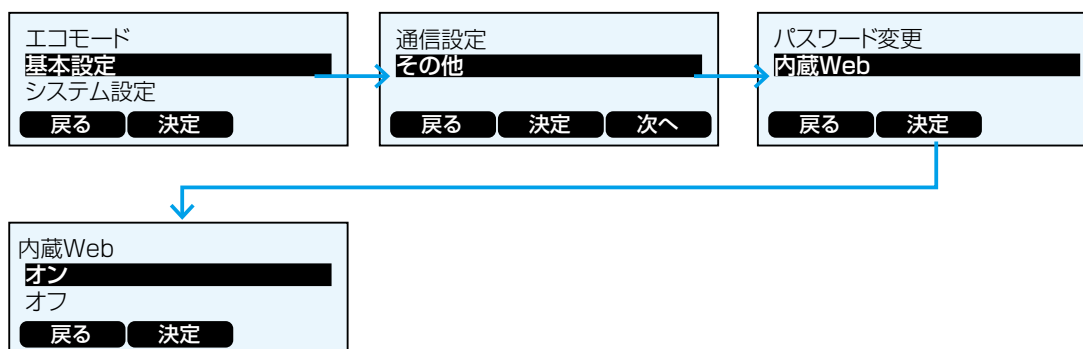 エコモード
基本設定
システム設定
戻る 決定
通信設定
その他
戻る 決定 次へ
パスワード変更
内蔵Web
戻る 決定
内蔵Web
オン
オフ
戻る 決定